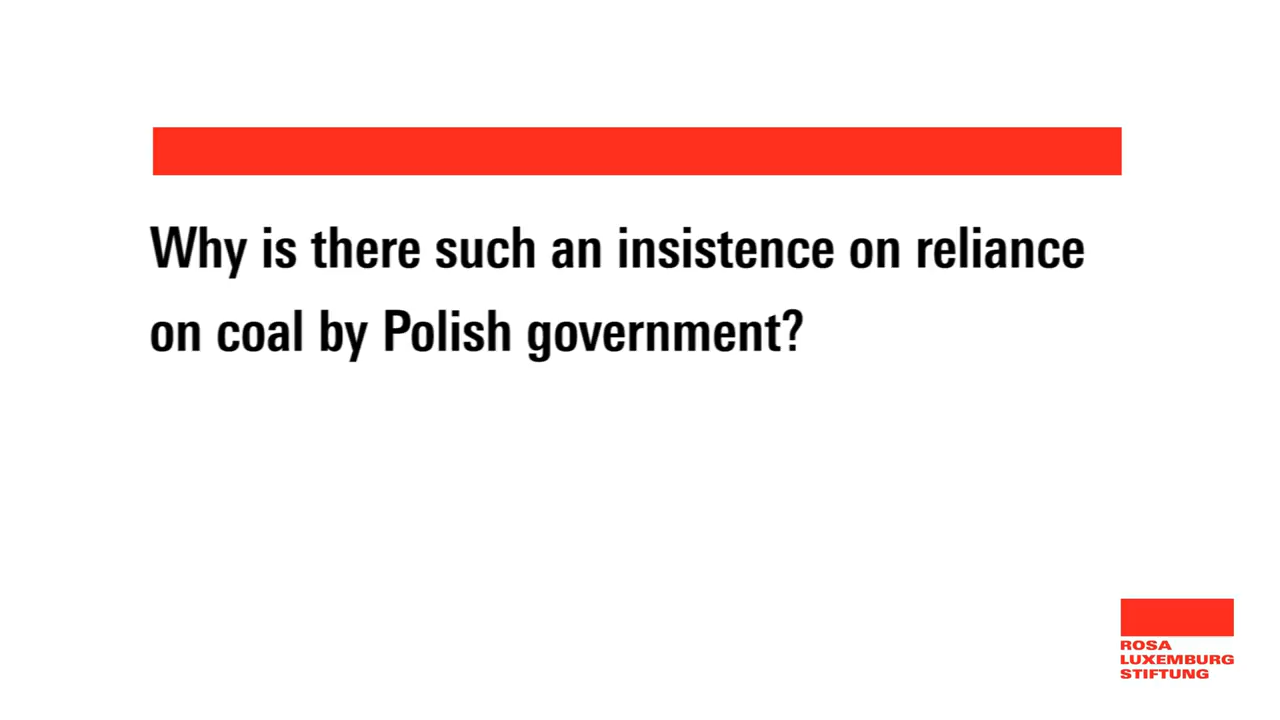 Why is there such an insistence on reliance
on coal by Polish government?
ROSA
LUXEMBURG
STIFTUNG